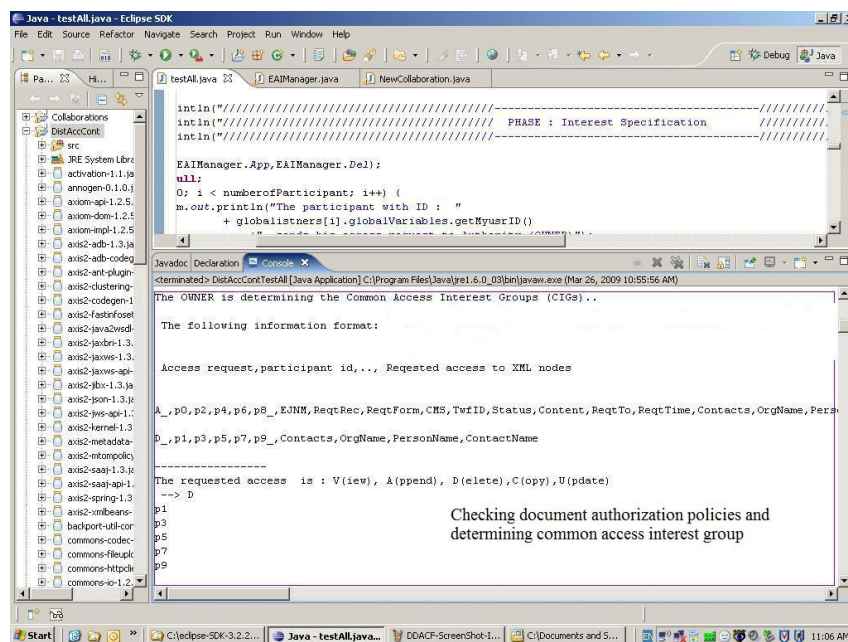 Java - testAll.java - Eclipse SDK
File Edit Source Refactor Navigate Search Project Run Window Help
Debug Java
Pa... Hi...
testAll.java EAIManager.java NewCollaboration.java
Collaborations
DistAccCont
src
JRE System Libra
activation-1.1.ja
annogen-0.1.0.j
axiom-api-1.2.5.
axiom-dom-1.2.5
axiom-impl-1.2.5
axis2-adb-1.3.ja
axis2-adb-codeg
axis2-ant-plugin-
axis2-clustering-
axis2-codegen-1
axis2-fastinfoset
axis2-java2wsdl-
axis2-jaxbri-1.3.
axis2-jaxws-1.3.
axis2-jaxws-api-
axis2-jibx-1.3.ja
axis2-json-1.3.ja
axis2-jws-api-1.
axis2-kernel-1.3
axis2-metadata-
axis2-mtompolicy
axis2-saaj-1.3.ja
axis2-saaj-api-1.
axis2-spring-1.3
axis2-xmlbeans-
backport-util-cor
commons-codec-
commons-fileuplo
commons-httpclie
commons-io-1.2.
PHASE : Interest Specification
EAIManager.App,EAIManager.Del);
ull;
0; i < numberofParticipant; i++) {
m.out.println("The participant with ID : "
+ globalistners[i].globalVariables.getMyusrID()
Javadoc Declaration Console
<terminated> DistAccContTestAll [Java Application] C:\Program Files\Java\jre1.6.0_03\bin\javaw.exe (Mar 26, 2009 10:55:56 AM)
The OWNER is determining the Common Access Interest Groups (CIGs)..
The following information format:
Access request,participant id,.., Reqested access to XML nodes
A_,p0,p2,p4,p6,p8_,EJNM,ReqtRec,ReqtForm,CMS,TwfID,Status,Content,ReqtTo,ReqtTime,Contacts,OrgName,Pers
D_,p1,p3,p5,p7,p9_,Contacts,OrgName,PersonName,ContactName
-----------------
The requested access is : V(iew), A(ppend), D(elete),C(opy),U(pdate)
--> D
p1
p3
p5
p7
p9
Checking document authorization policies and
determining common access interest group
Start C:\eclipse-SDK-3.2.2... Java - testAll.java... DDACF-ScreenShot-I... C:\Documents and S... 11:06 AM